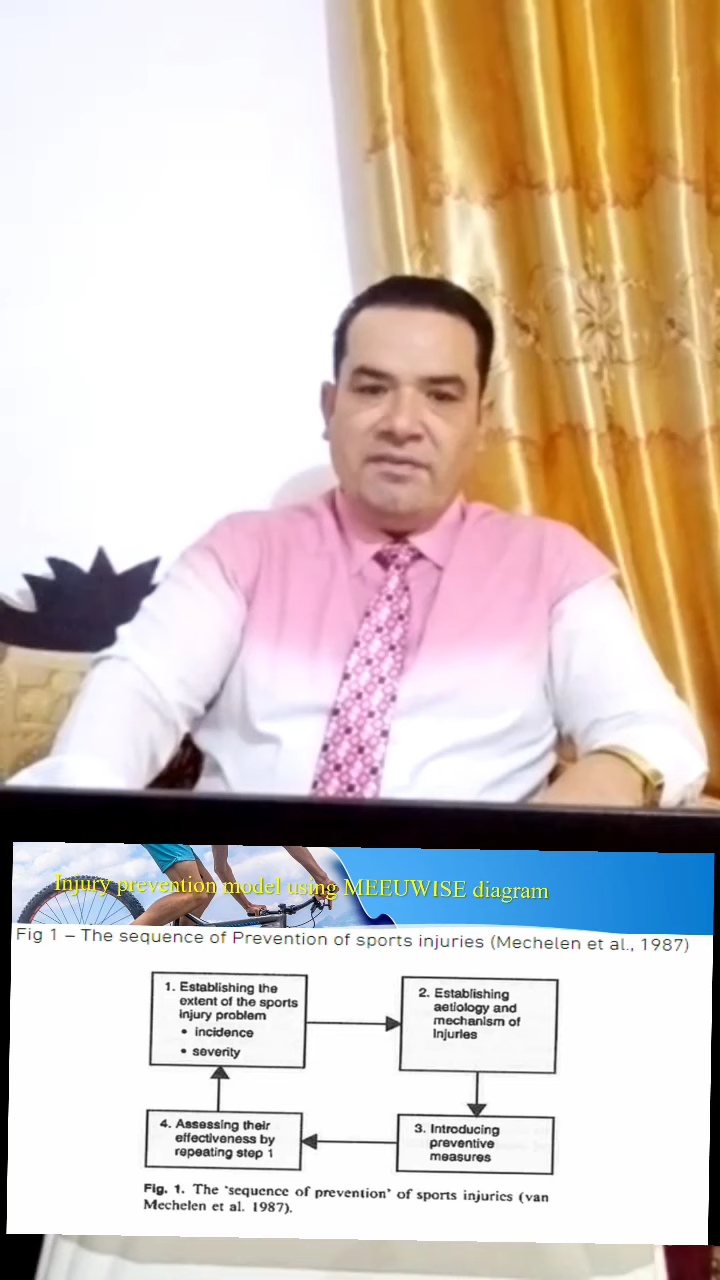 Injury prevention model using MEEUWISE diagram
Fig 1 – The sequence of Prevention of sports injuries (Mechelen et al., 1987)
1. Establishing the
extent of the sports
injury problem
• incidence
• severity
2. Establishing
aetiology and
mechanism of
injuries
4. Assessing their
effectiveness by
repeating step 1
3. Introducing
preventive
measures
Fig. 1. The 'sequence of prevention' of sports injuries (van
Mechelen et al. 1987).